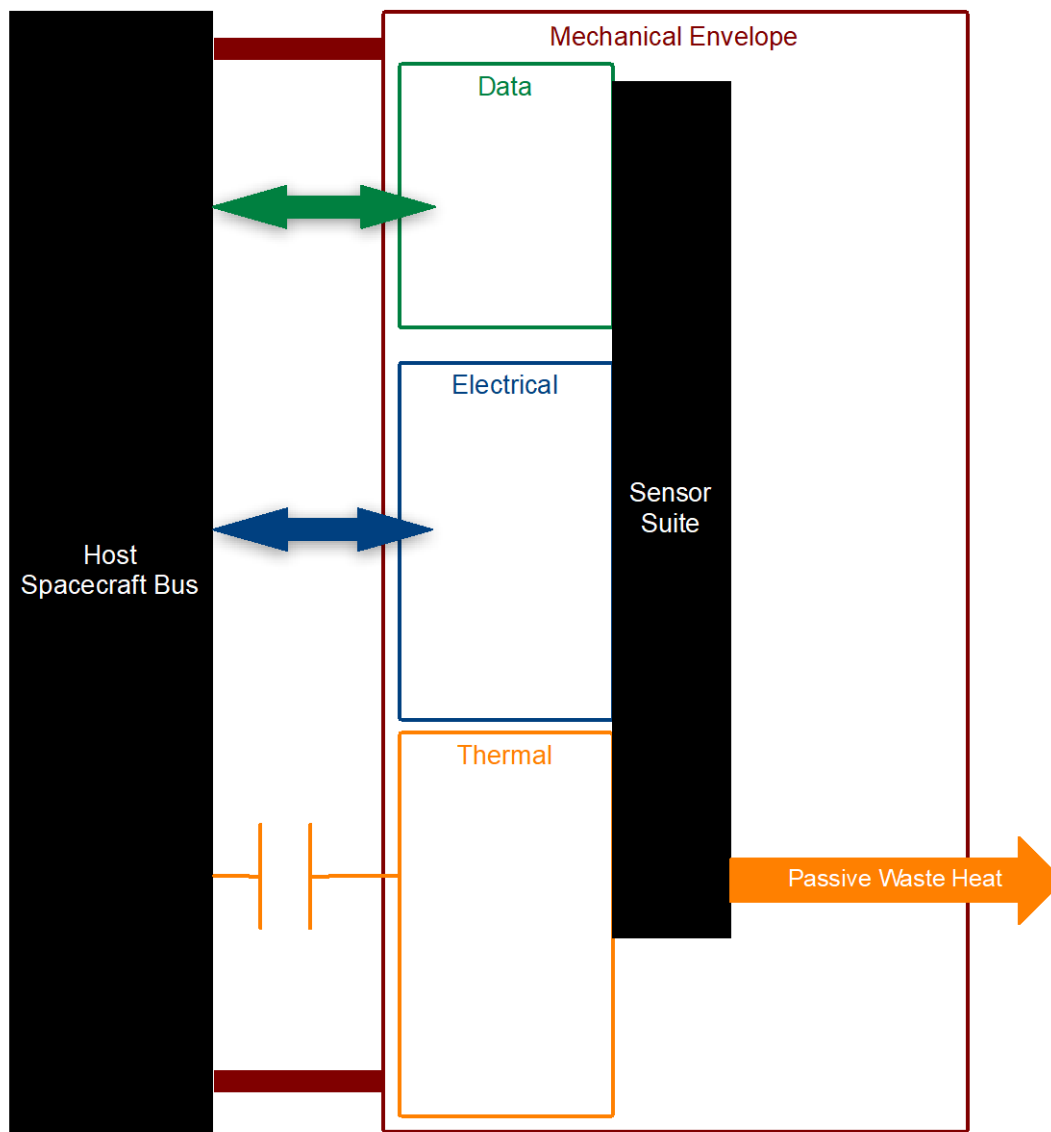 Mechanical Envelope
Data
Electrical
Sensor
Suite
Host
Spacecraft Bus
Thermal
Passive Waste Heat